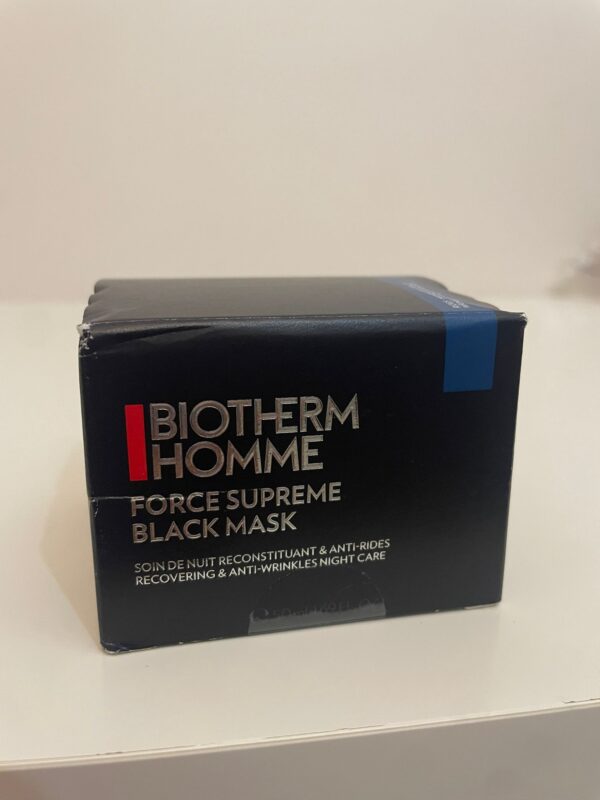 BIOTHERM
HOMME
FORCE SUPREME
BLACK MASK
SOIN DE NUIT RECONSTITUANT & ANTI-RIDES
RECOVERING & ANTI-WRINKLES NIGHT CARE